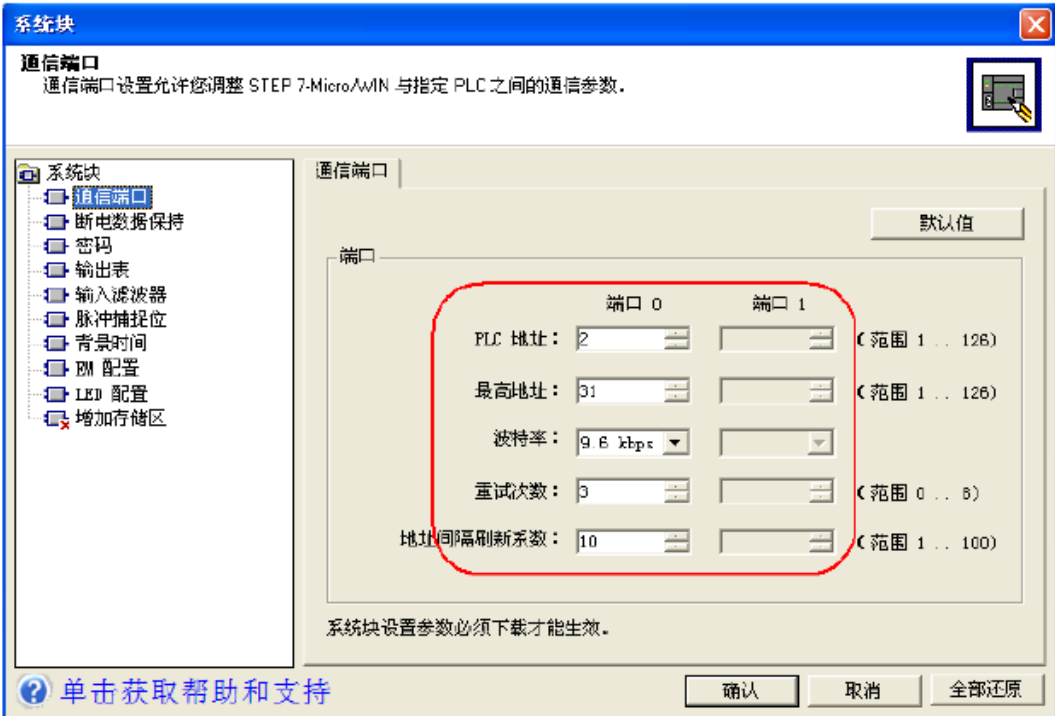 系统块
通信端口
通信端口设置允许您调整 STEP 7-Micro/WIN 与指定 PLC 之间的通信参数。
系统块
通信端口
断电数据保持
密码
输出表
输入滤波器
脉冲捕捉位
背景时间
EM 配置
LED 配置
增加存储区
通信端口
默认值
端口
端口 0 端口 1
PLC 地址： 2 (范围 1 .. 126)
最高地址： 31 (范围 1 .. 126)
波特率： 9.6 kbps
重试次数： 3 (范围 0 .. 8)
地址间隔刷新系数： 10 (范围 1 .. 100)
系统块设置参数必须下载才能生效。
单击获取帮助和支持
确认 取消 全部还原